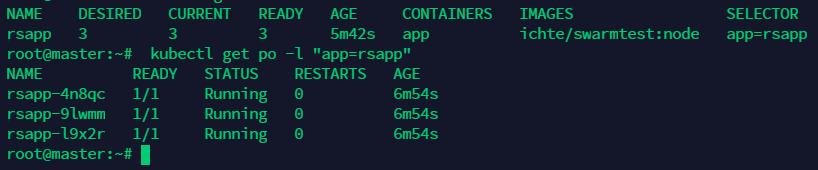 NAME DESIRED CURRENT READY AGE CONTAINERS IMAGES SELECTOR
rsapp 3 3 3 5m42s app ichte/swarmtest:node app=rsapp
root@master:~# kubectl get po -l "app=rsapp"
NAME READY STATUS RESTARTS AGE
rsapp-4n8qc 1/1 Running 0 6m54s
rsapp-9lwmm 1/1 Running 0 6m54s
rsapp-l9x2r 1/1 Running 0 6m54s
root@master:~#